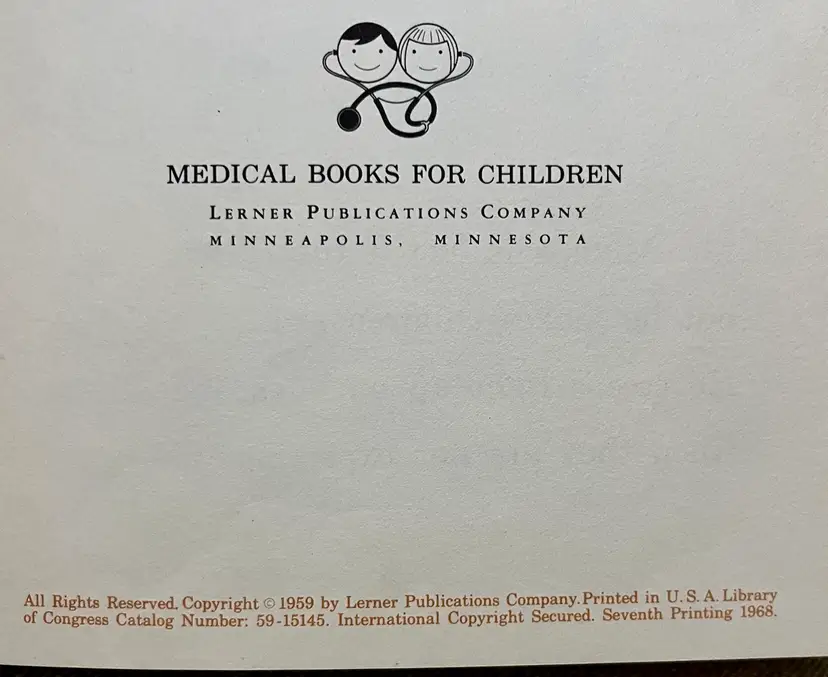 MEDICAL BOOKS FOR CHILDREN
LERNER PUBLICATIONS COMPANY
MINNEAPOLIS, MINNESOTA
All Rights Reserved. Copyright © 1959 by Lerner Publications Company. Printed in U. S. A. Library
of Congress Catalog Number: 59-15145. International Copyright Secured. Seventh Printing 1968.